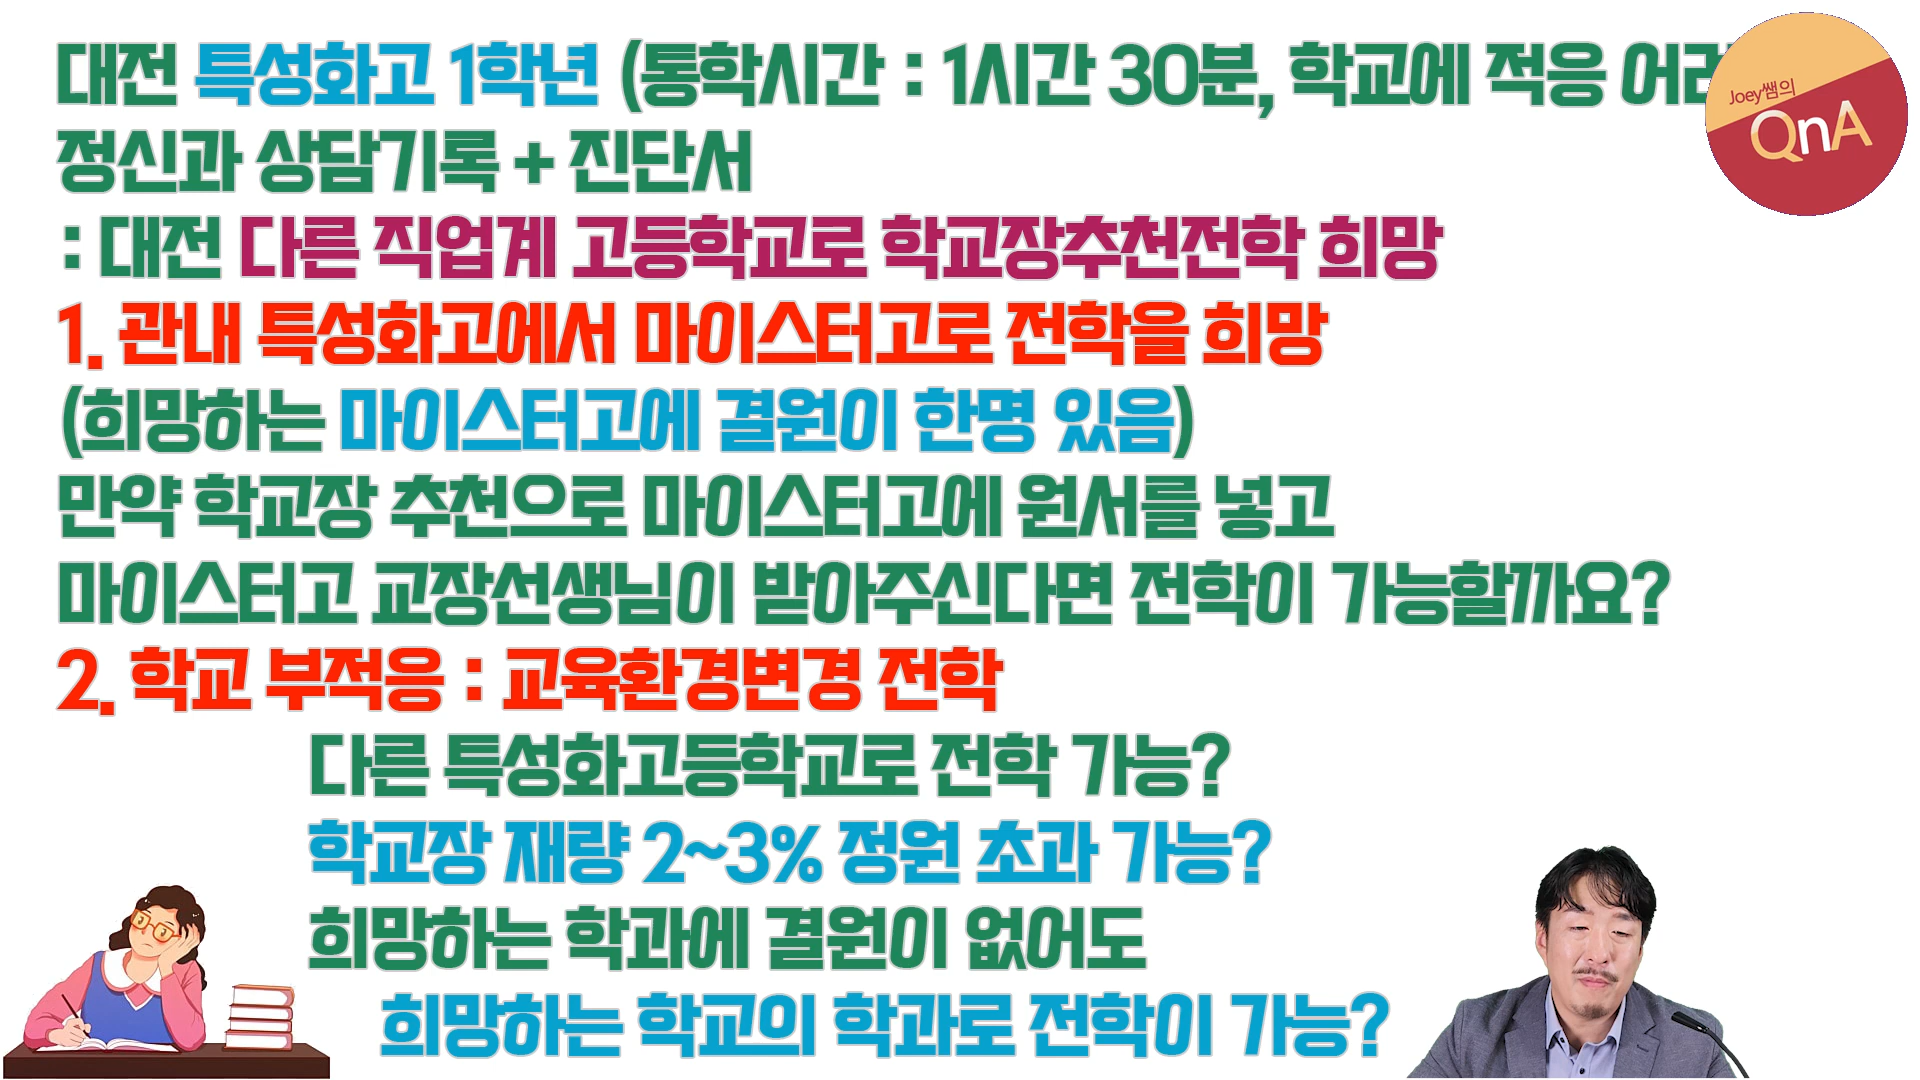 대전 특성화고 1학년 (통학시간 : 1시간 30분, 학교에 적응
정신과 상담기록 + 진단서
: 대전 다른 직업계 고등학교로 학교장추천전학 희망
1. 관내 특성화고에서 마이스터고로 전학을 희망
(희망하는 마이스터고에 결원이 한명 있음)
만약 학교장 추천으로 마이스터고에 원서를 넣고
마이스터고 교장선생님이 받아주신다면 전학이 가능할까요?
2. 학교 부적응 : 교육환경변경 전학
다른 특성화고등학교로 전학 가능?
학교장 재량 2~3% 정원 초과 가능?
희망하는 학과에 결원이 없어도
희망하는 학교의 학과로 전학이 가능?
Joey쌤의
QnA